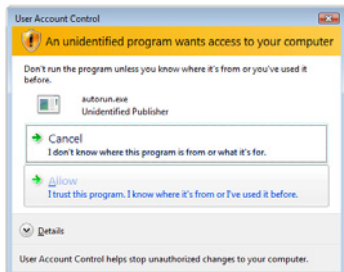 User Account Control
An unidentified program wants access to your computer
Don't run the program unless you know where it's from or you've used it
before.
autorun.exe
Unidentified Publisher
Cancel
I don't know where this program is from or what it's for.
Allow
I trust this program. I know where it's from or I've used it before.
Details
User Account Control helps stop unauthorized changes to your computer.